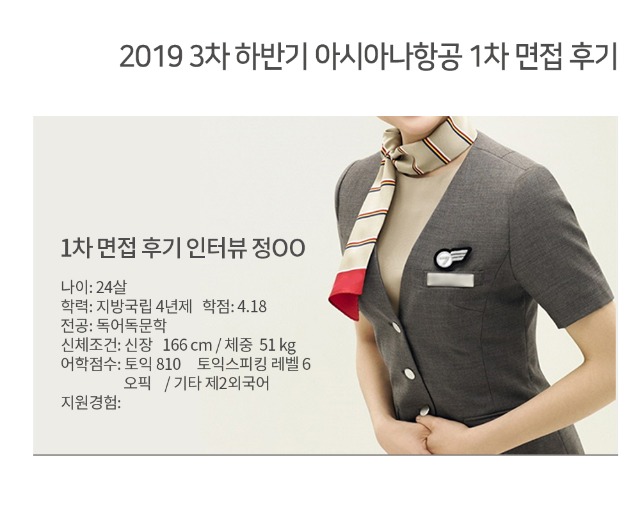 2019 3차 하반기 아시아나항공 1차 면접 후기
1차 면접 후기 인터뷰 정OO
나이: 24살
학력: 지방국립 4년제 학점: 4.18
전공: 독어독문학
신체조건: 신장 166 cm / 체중 51 kg
어학점수: 토익 810 토익스피킹 레벨 6
오픽 / 기타 제2외국어
지원경험: